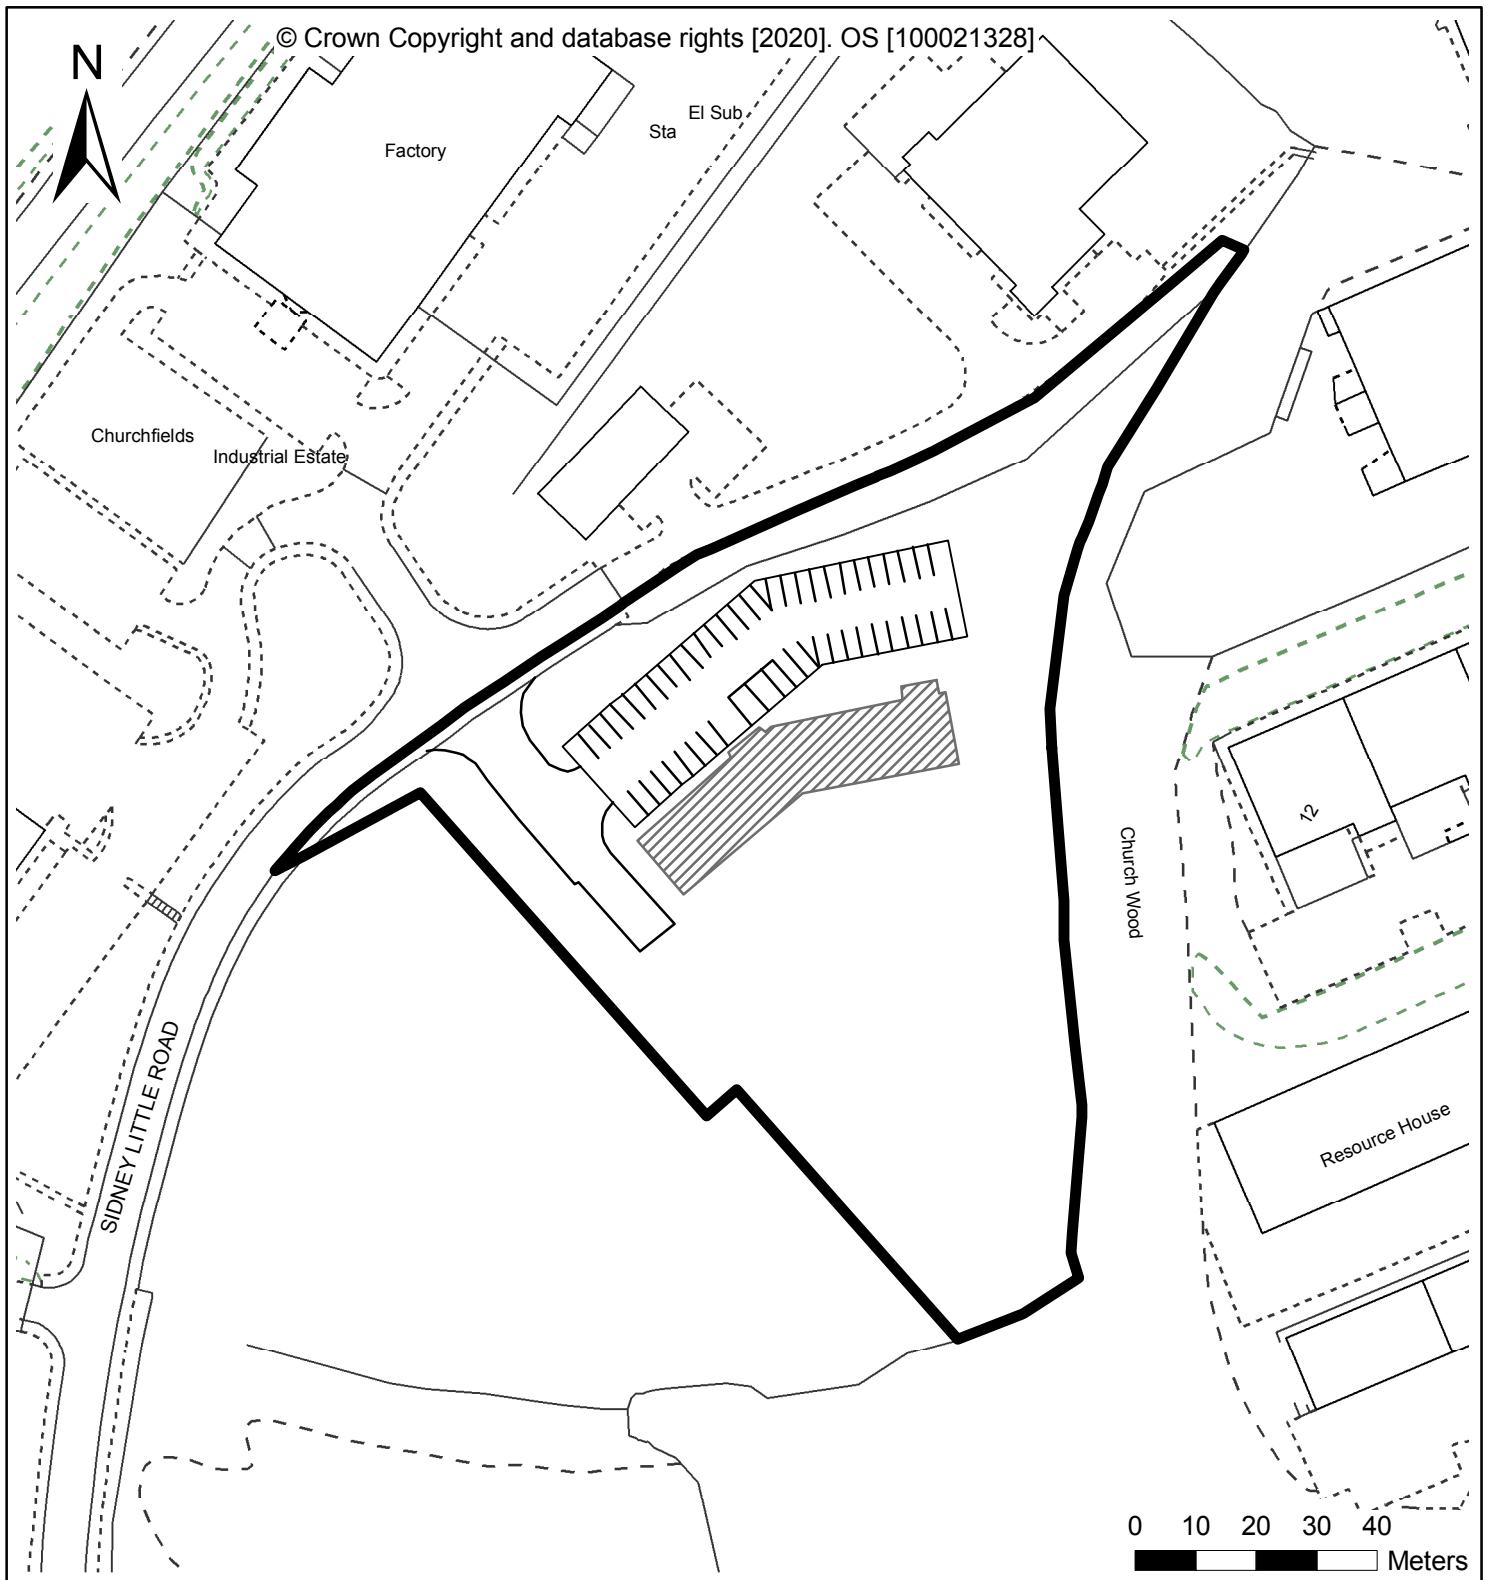 © Crown Copyright and database rights [2020]. OS [100021328]
N
El Sub
Sta
Factory
Churchfields
Industrial Estate
12
Church Wood
SIDNEY LITTLE ROAD
Resource House
0 10 20 30 40
Meters